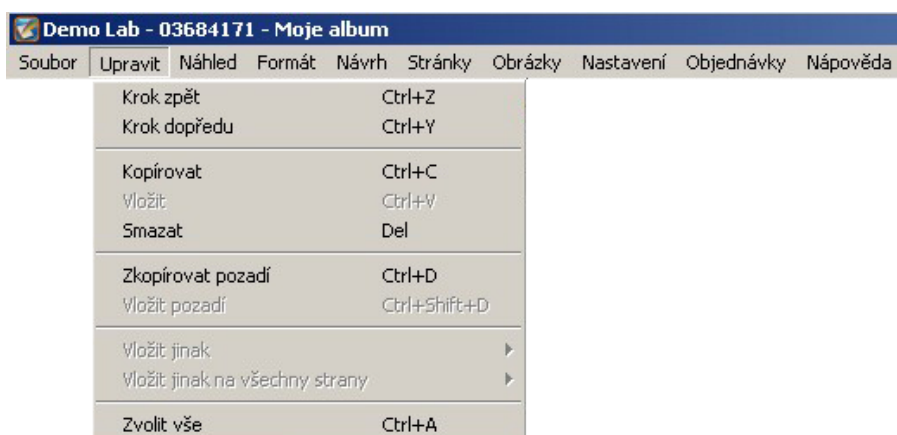 Demo Lab - 03684171 - Moje album
Soubor Upravit Náhled Formát Návrh Stránky Obrázky Nastavení Objednávky Nápověda
Krok zpět Ctrl+Z
Krok dopředu Ctrl+Y
Kopírovat Ctrl+C
Vložit Ctrl+V
Smazat Del
Zkopírovat pozadí Ctrl+D
Vložit pozadí Ctrl+Shift+D
Vložit jinak
Vložit jinak na všechny strany
Zvolit vše Ctrl+A